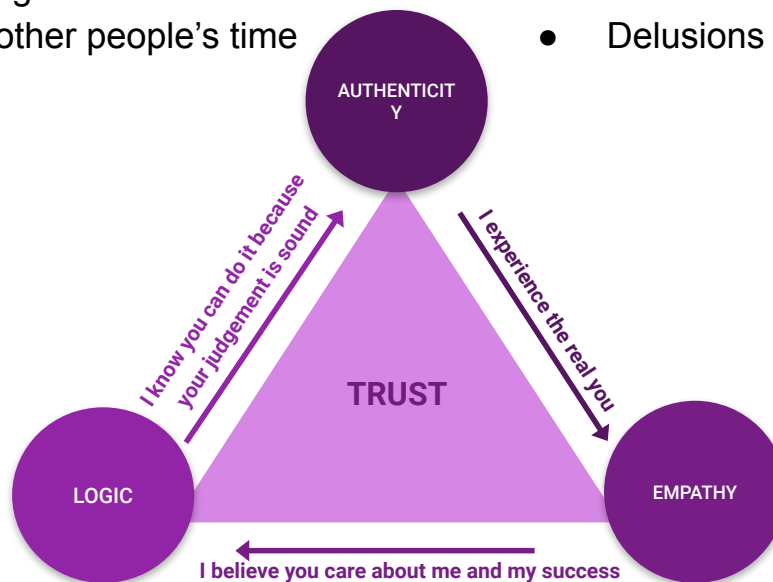 other people's time
● Delusions
AUTHENTICIT
Y
I know you can do it because
your judgement is sound
I experience the real you
TRUST
LOGIC
EMPATHY
I believe you care about me and my success